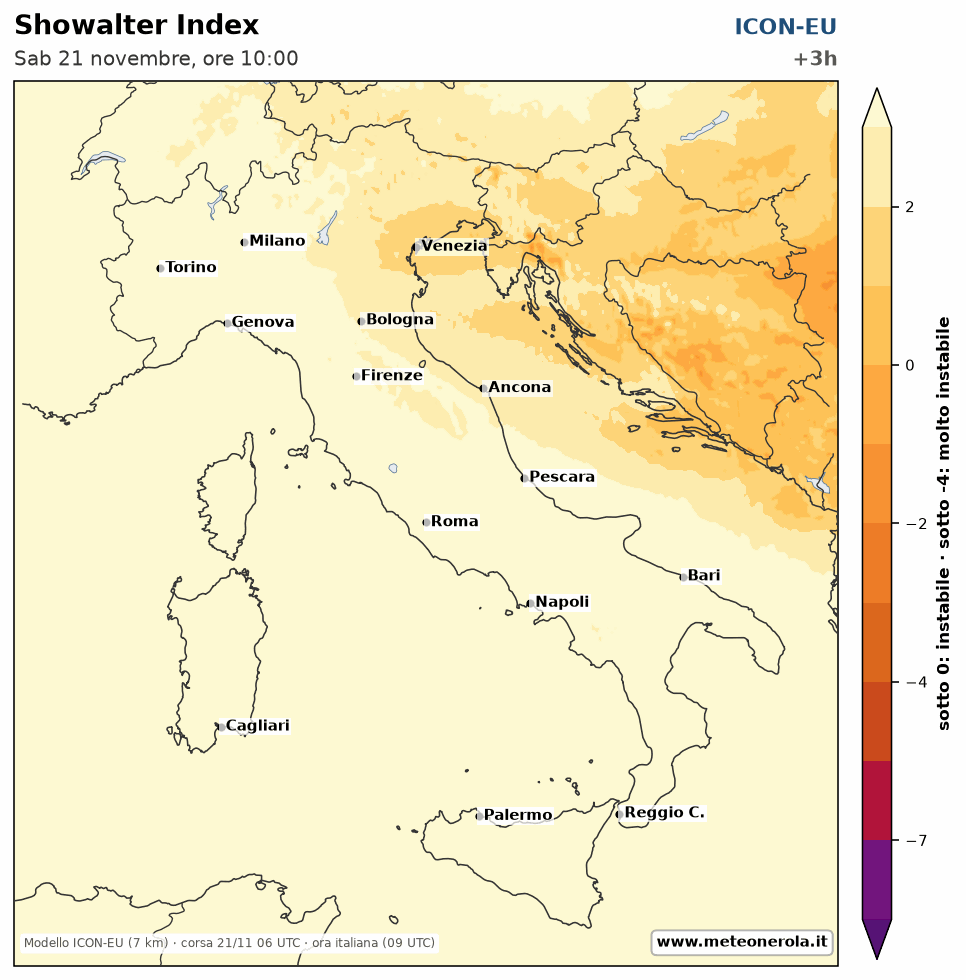 Showalter Index
ICON-EU
Sab 21 novembre, ore 10:00
+3h
Milano
Venezia
Torino
Genova
Bologna
Firenze
Ancona
Pescara
Roma
Bari
Napoli
Cagliari
Palermo
Reggio C.
2
0
−2
−4
−7
sotto 0: instabile · sotto -4: molto instabile
Modello ICON-EU (7 km) · corsa 21/11 06 UTC · ora italiana (09 UTC)
www.meteonerola.it